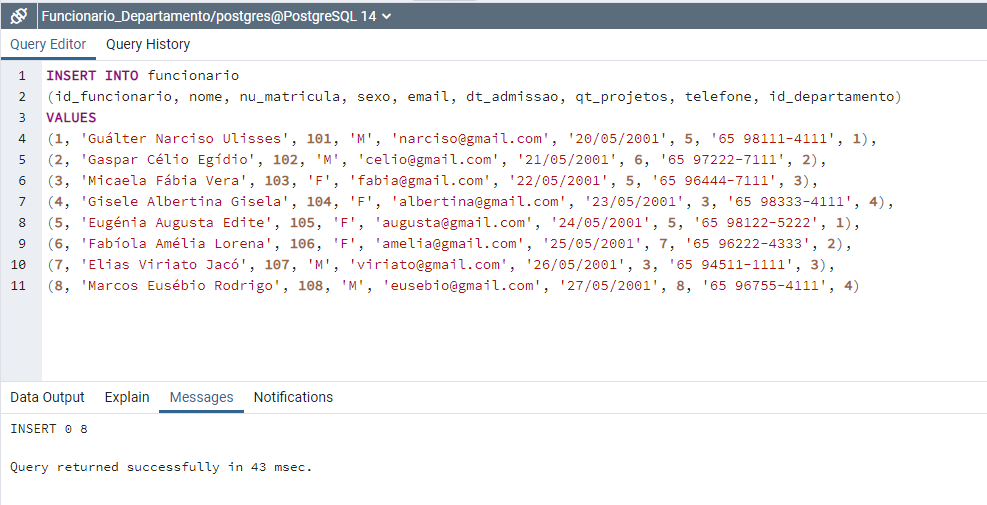 Funcionario_Departamento/postgres@PostgreSQL 14
Query Editor Query History
1 INSERT INTO funcionario
2 (id_funcionario, nome, nu_matricula, sexo, email, dt_admissao, qt_projetos, telefone, id_departamento)
3 VALUES
4 (1, 'Guálter Narciso Ulisses', 101, 'M', 'narciso@gmail.com', '20/05/2001', 5, '65 98111-4111', 1),
5 (2, 'Gaspar Célio Egídio', 102, 'M', 'celio@gmail.com', '21/05/2001', 6, '65 97222-7111', 2),
6 (3, 'Micaela Fábia Vera', 103, 'F', 'fabia@gmail.com', '22/05/2001', 5, '65 96444-7111', 3),
7 (4, 'Gisele Albertina Gisela', 104, 'F', 'albertina@gmail.com', '23/05/2001', 3, '65 98333-4111', 4),
8 (5, 'Eugénia Augusta Edite', 105, 'F', 'augusta@gmail.com', '24/05/2001', 5, '65 98122-5222', 1),
9 (6, 'Fabíola Amélia Lorena', 106, 'F', 'amelia@gmail.com', '25/05/2001', 7, '65 96222-4333', 2),
10 (7, 'Elias Viriato Jacó', 107, 'M', 'viriato@gmail.com', '26/05/2001', 3, '65 94511-1111', 3),
11 (8, 'Marcos Eusébio Rodrigo', 108, 'M', 'eusebio@gmail.com', '27/05/2001', 8, '65 96755-4111', 4)
Data Output Explain Messages Notifications
INSERT 0 8
Query returned successfully in 43 msec.